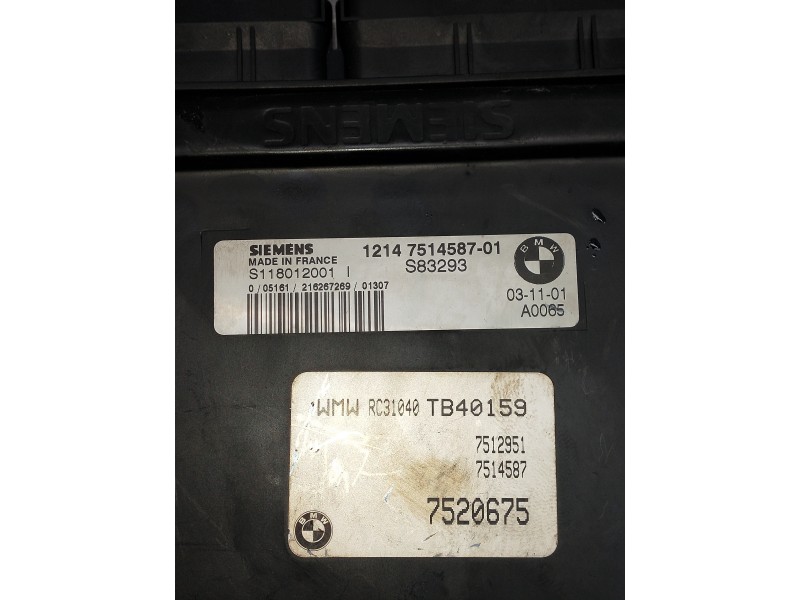 SIEMENS
SIEMENS 1214 7514587-01
MADE IN FRANCE
S118012001 I S83293
0 / 05161 / 216267269 / 01307
BMW
03-11-01
A0065
WMW RC31040 TB40159
7512951
7514587
7520675
BMW